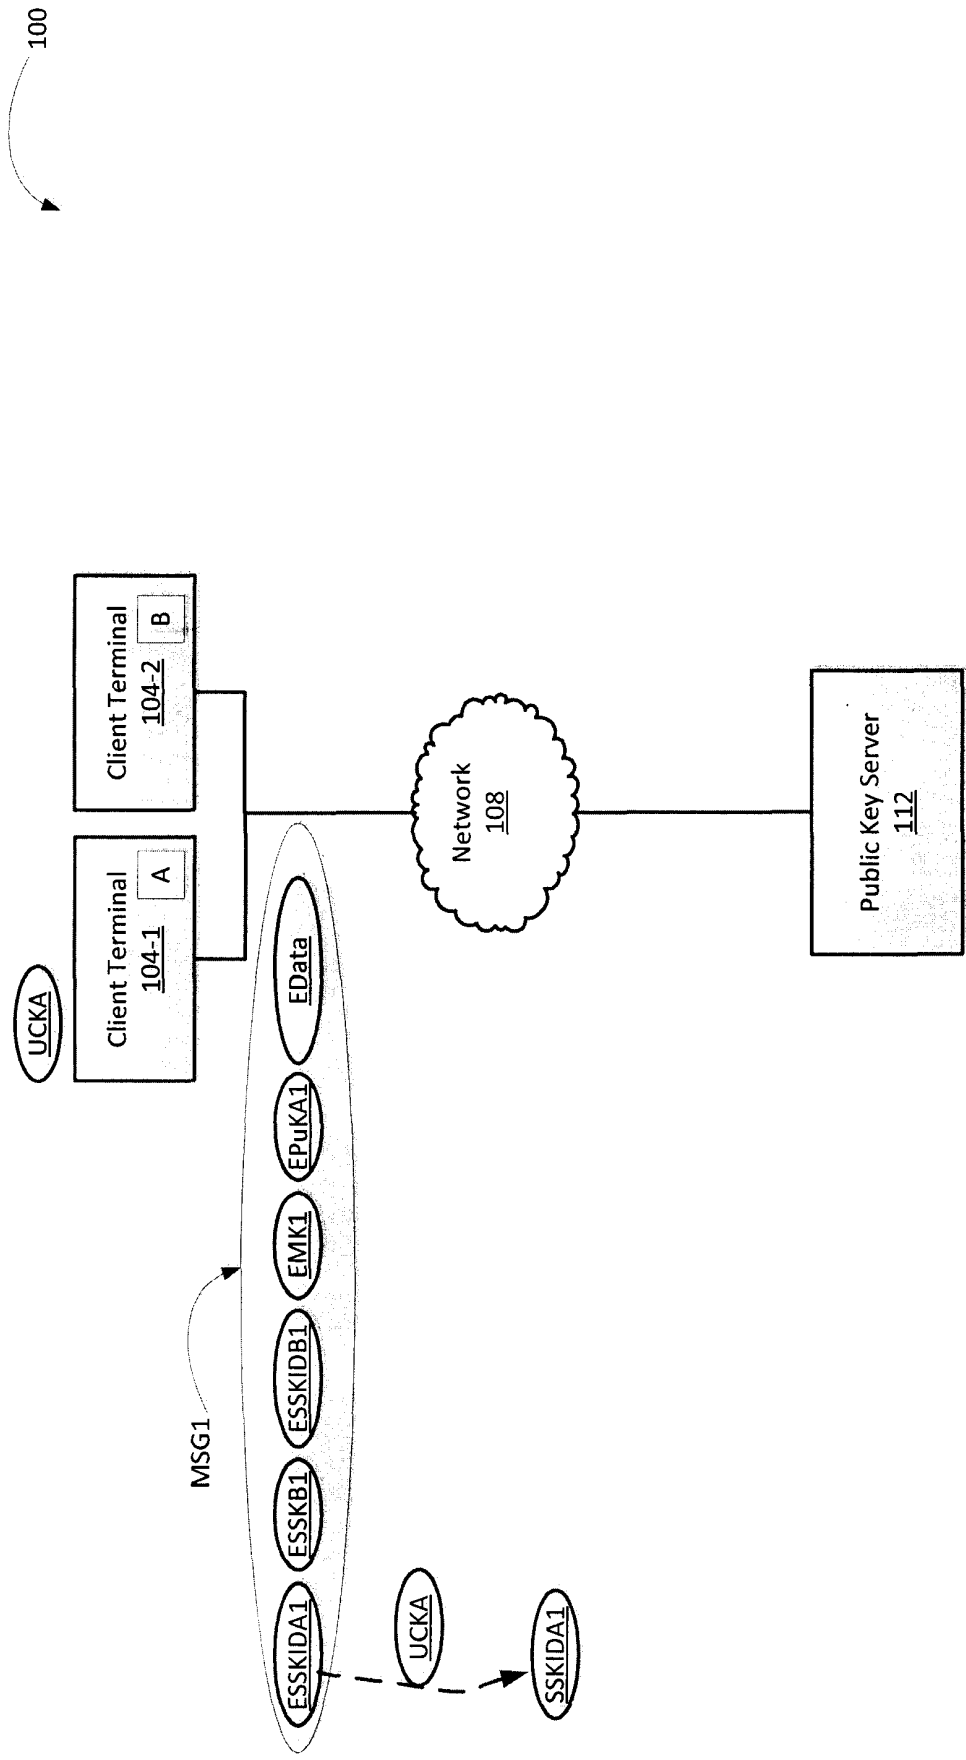 100
UCKA
Client Terminal
104-1
A
Client Terminal
104-2
B
MSG1
ESSKIDA1
ESSKB1
ESSKIDB1
EMK1
EPuKA1
EData
UCKA
SSKIDA1
Network
108
Public Key Server
112